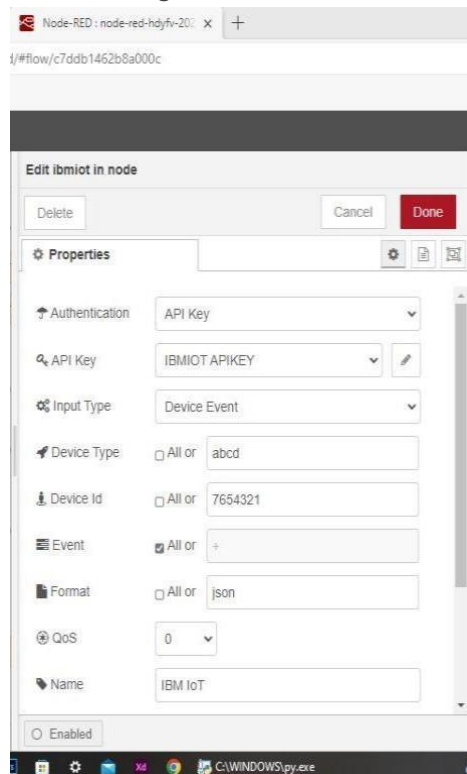 Node-RED : node-red-hdyfv-202 x +
d/#flow/c7ddb1462b8a000c
Edit ibmiot in node
Delete Cancel Done
Properties
Authentication API Key
API Key IBMIOT APIKEY
Input Type Device Event
Device Type All or abcd
Device Id All or 7654321
Event All or +
Format All or json
QoS 0
Name IBM IoT
Enabled
Xd C:\WINDOWS\py.exe